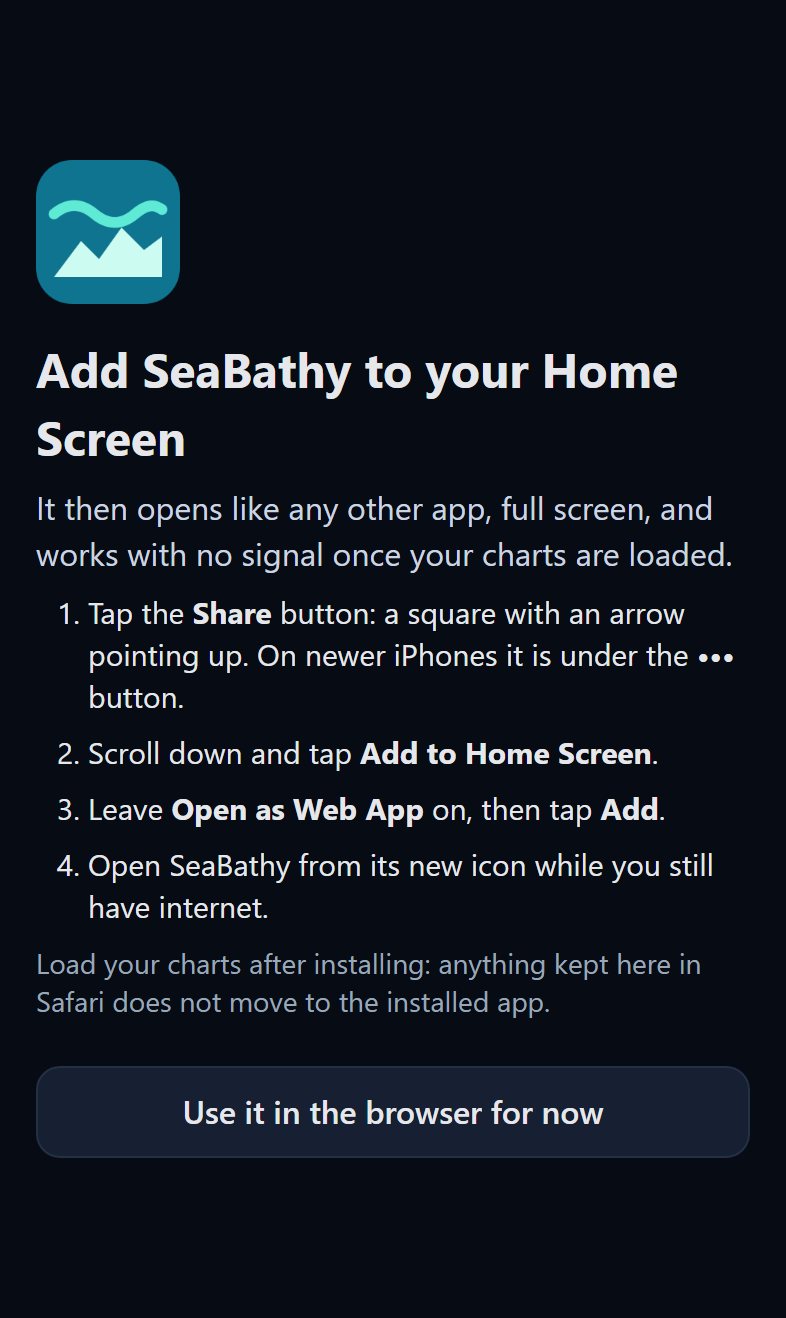 Add SeaBathy to your Home
Screen
It then opens like any other app, full screen, and
works with no signal once your charts are loaded.
1. Tap the Share button: a square with an arrow
pointing up. On newer iPhones it is under the •••
button.
2. Scroll down and tap Add to Home Screen.
3. Leave Open as Web App on, then tap Add.
4. Open SeaBathy from its new icon while you still
have internet.
Load your charts after installing: anything kept here in
Safari does not move to the installed app.
Use it in the browser for now